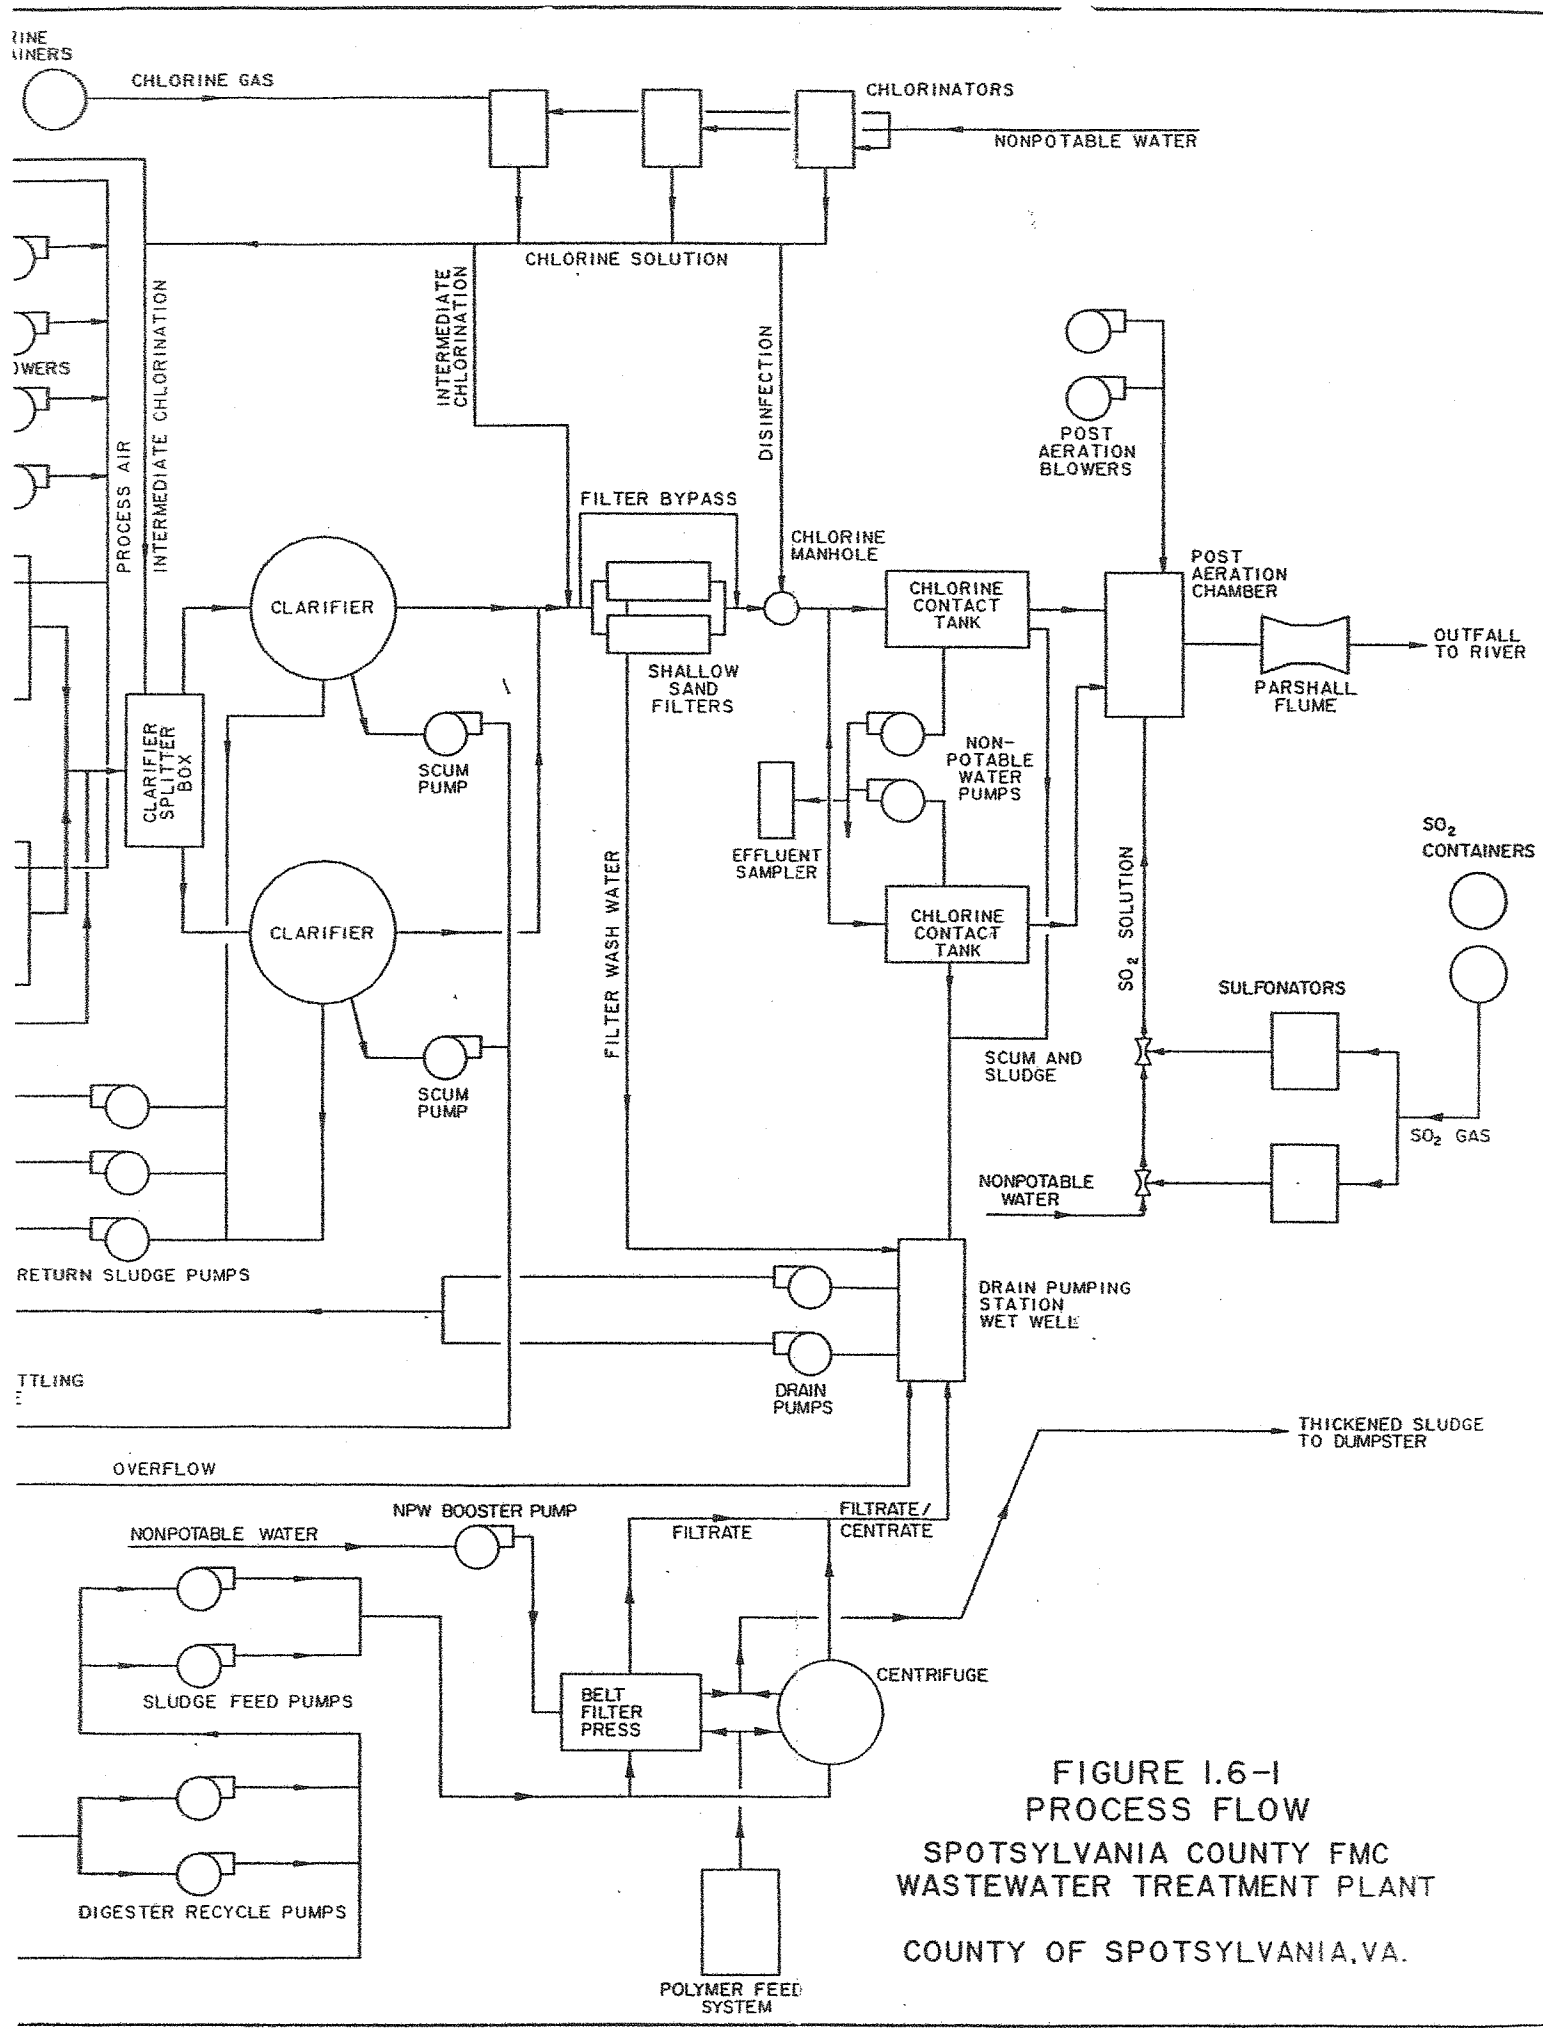 RINE
AINERS
CHLORINE GAS
CHLORINATORS
NONPOTABLE WATER
CHLORINE SOLUTION
INTERMEDIATE
CHLORINATION
DISINFECTION
OWERS
PROCESS AIR
INTERMEDIATE CHLORINATION
POST
AERATION
BLOWERS
FILTER BYPASS
CHLORINE
MANHOLE
POST
AERATION
CHAMBER
CLARIFIER
CHLORINE
CONTACT
TANK
OUTFALL
TO RIVER
SHALLOW
SAND
FILTERS
PARSHALL
FLUME
CLARIFIER
SPLITTER
BOX
SCUM
PUMP
NON-
POTABLE
WATER
PUMPS
EFFLUENT
SAMPLER
SO2
CONTAINERS
FILTER WASH WATER
CLARIFIER
CHLORINE
CONTACT
TANK
SO2 SOLUTION
SULFONATORS
SCUM AND
SLUDGE
SCUM
PUMP
SO2 GAS
NONPOTABLE
WATER
RETURN SLUDGE PUMPS
DRAIN PUMPING
STATION
WET WELL
TTLING
E
DRAIN
PUMPS
THICKENED SLUDGE
TO DUMPSTER
OVERFLOW
NPW BOOSTER PUMP
NONPOTABLE WATER
FILTRATE
FILTRATE/
CENTRATE
SLUDGE FEED PUMPS
BELT
FILTER
PRESS
CENTRIFUGE
DIGESTER RECYCLE PUMPS
POLYMER FEED
SYSTEM
FIGURE 1.6-1
PROCESS FLOW
SPOTSYLVANIA COUNTY FMC
WASTEWATER TREATMENT PLANT
COUNTY OF SPOTSYLVANIA, VA.